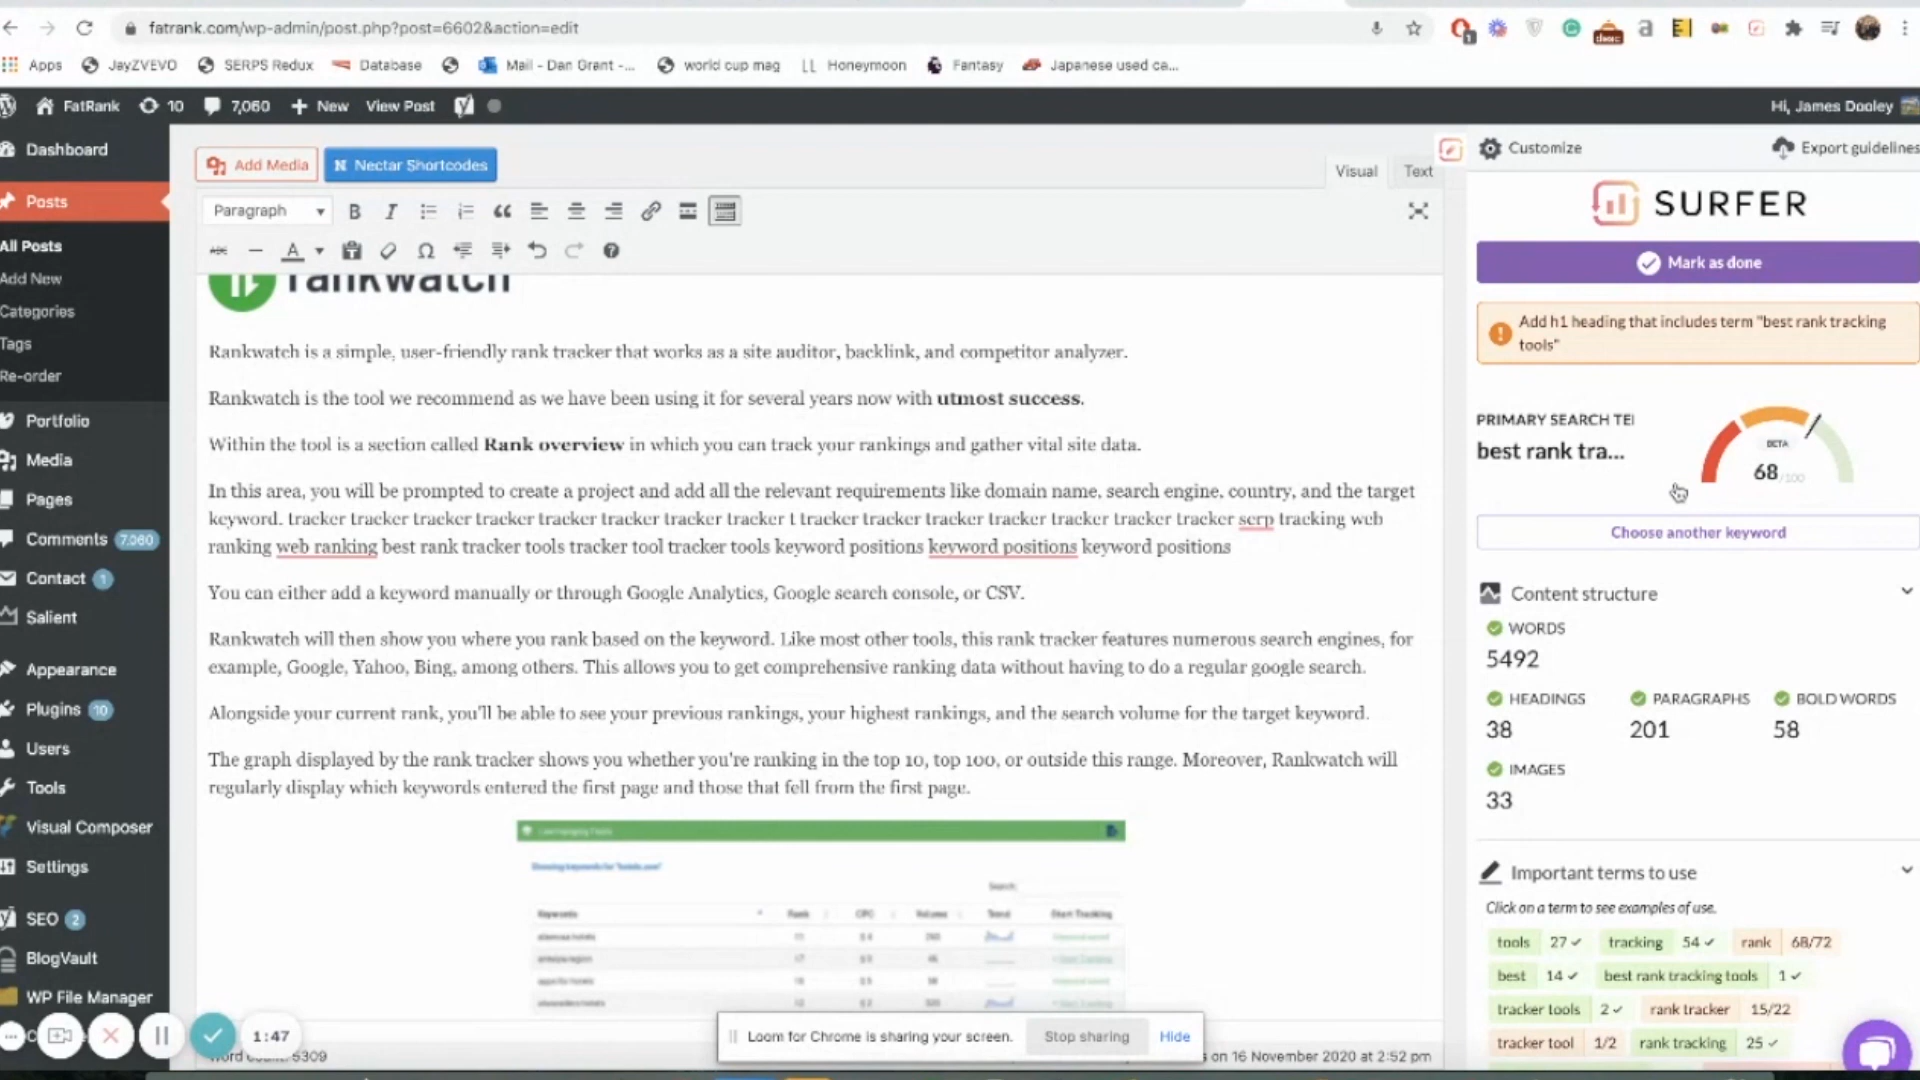 fatrank.com/wp-admin/post.php?post=6602&action=edit
Apps JayZVEVO SERPS Redux Database Mail - Dan Grant -... world cup mag Honeymoon Fantasy Japanese used ca...
FatRank 10 7,060 + New View Post Hi, James Dooley
Dashboard
Posts
All Posts
Add New
Categories
Tags
Re-order
Portfolio
Media
Pages
Comments 7,060
Contact 1
Salient
Appearance
Plugins 10
Users
Tools
Visual Composer
Settings
SEO 2
BlogVault
WP File Manager
1:47
Add Media Nectar Shortcodes
Visual Text
Paragraph
rankwatch
Rankwatch is a simple, user-friendly rank tracker that works as a site auditor, backlink, and competitor analyzer.
Rankwatch is the tool we recommend as we have been using it for several years now with utmost success.
Within the tool is a section called Rank overview in which you can track your rankings and gather vital site data.
In this area, you will be prompted to create a project and add all the relevant requirements like domain name, search engine, country, and the target
keyword. tracker tracker tracker tracker tracker tracker tracker tracker t tracker tracker tracker tracker tracker tracker tracker serp tracking web
ranking web ranking best rank tracker tools tracker tool tracker tools keyword positions keyword positions keyword positions
You can either add a keyword manually or through Google Analytics, Google search console, or CSV.
Rankwatch will then show you where you rank based on the keyword. Like most other tools, this rank tracker features numerous search engines, for
example, Google, Yahoo, Bing, among others. This allows you to get comprehensive ranking data without having to do a regular google search.
Alongside your current rank, you'll be able to see your previous rankings, your highest rankings, and the search volume for the target keyword.
The graph displayed by the rank tracker shows you whether you're ranking in the top 10, top 100, or outside this range. Moreover, Rankwatch will
regularly display which keywords entered the first page and those that fell from the first page.
Search:
Keywords Rank CPC Volume Trend Start Tracking
Word count: 5309
on 16 November 2020 at 2:52 pm
Loom for Chrome is sharing your screen. Stop sharing Hide
Customize Export guidelines
SURFER
Mark as done
Add h1 heading that includes term "best rank tracking
tools"
PRIMARY SEARCH TE
best rank tra...
BETA
68 /100
Choose another keyword
Content structure
WORDS
5492
HEADINGS PARAGRAPHS BOLD WORDS
38 201 58
IMAGES
33
Important terms to use
Click on a term to see examples of use.
tools 27 ✓ tracking 54 ✓ rank 68/72
best 14 ✓ best rank tracking tools 1 ✓
tracker tools 2 ✓ rank tracker 15/22
tracker tool 1/2 rank tracking 25 ✓